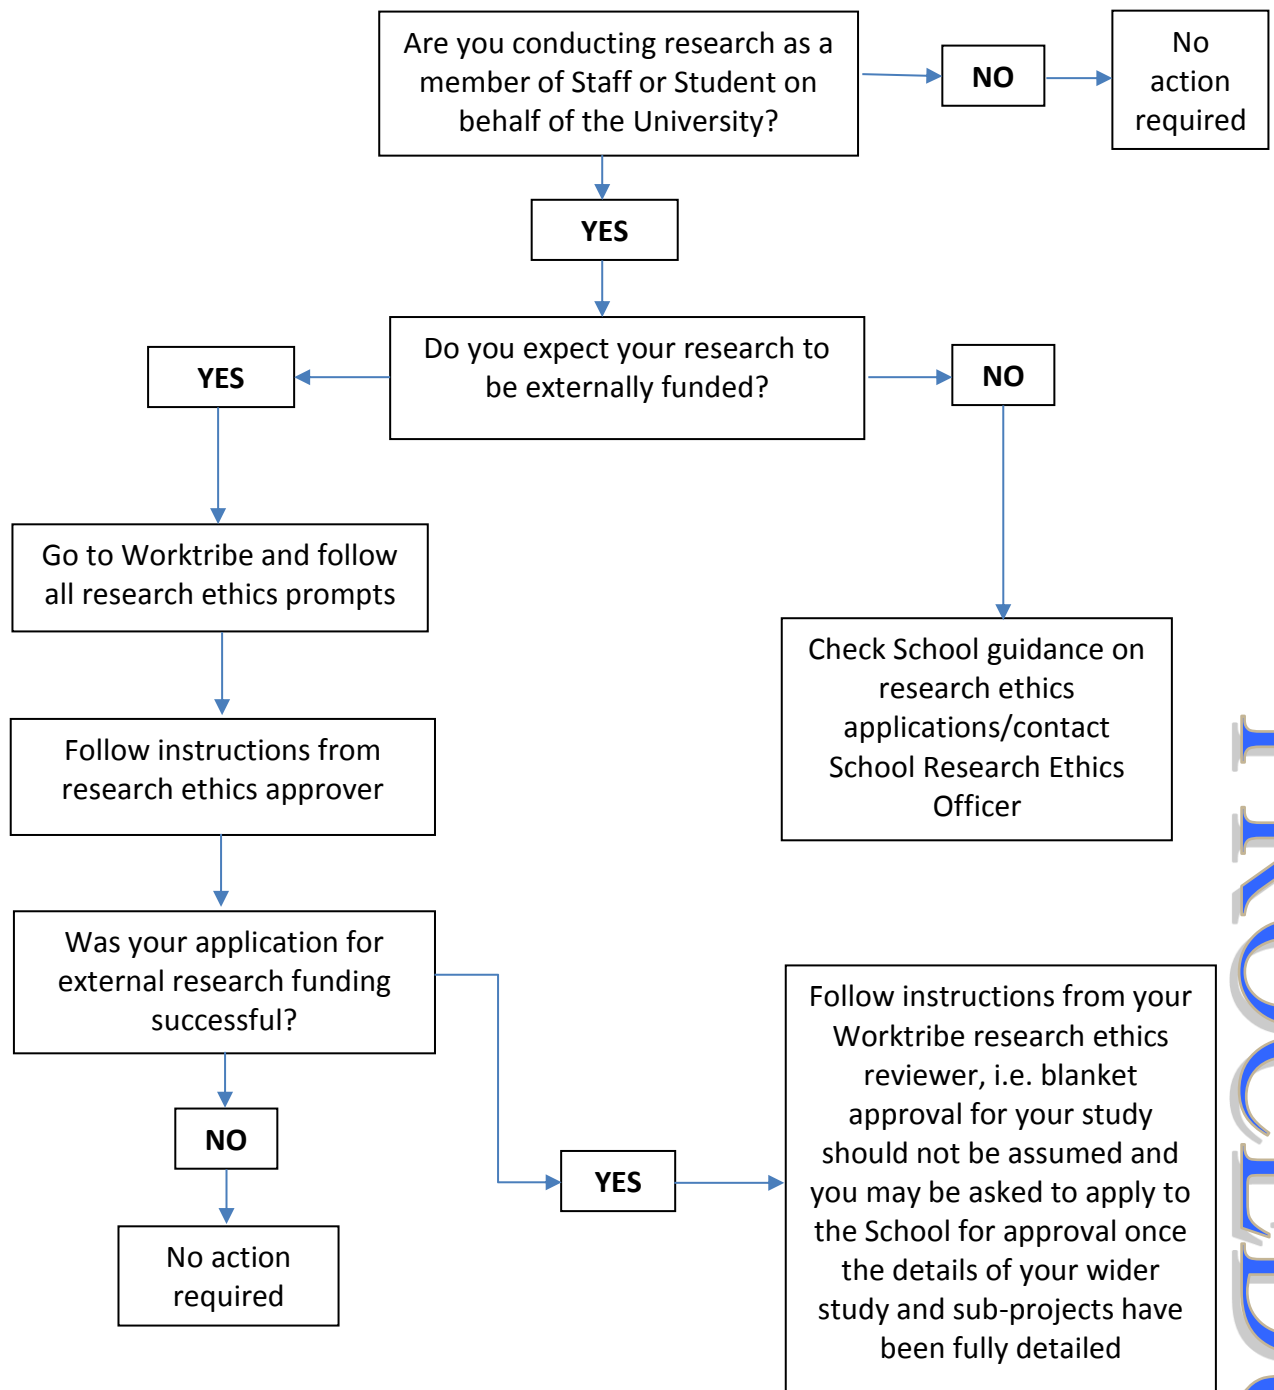 Are you conducting research as a
member of Staff or Student on
behalf of the University?
NO
No
action
required
YES
Do you expect your research to
be externally funded?
YES
NO
Go to Worktribe and follow
all research ethics prompts
Check School guidance on
research ethics
applications/contact
School Research Ethics
Officer
Follow instructions from
research ethics approver
Was your application for
external research funding
successful?
Follow instructions from your
Worktribe research ethics
reviewer, i.e. blanket
approval for your study
should not be assumed and
you may be asked to apply to
the School for approval once
the details of your wider
study and sub-projects have
been fully detailed
NO
YES
No action
required